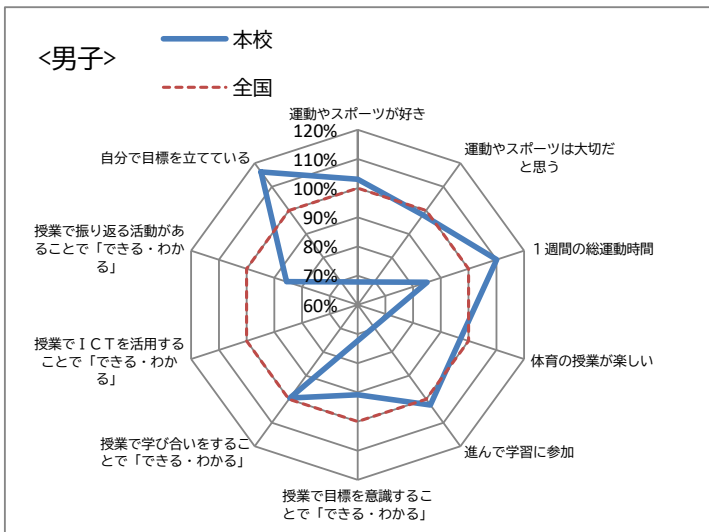 <男子>
本校
全国
運動やスポーツが好き
運動やスポーツは大切だ
と思う
１週間の総運動時間
体育の授業が楽しい
進んで学習に参加
授業で目標を意識するこ
とで「できる・わかる」
授業で学び合いをするこ
とで「できる・わかる」
授業でＩＣＴを活用する
ことで「できる・わか
る」
授業で振り返る活動があ
ることで「できる・わか
る」
自分で目標を立てている
120%
110%
100%
90%
80%
70%
60%